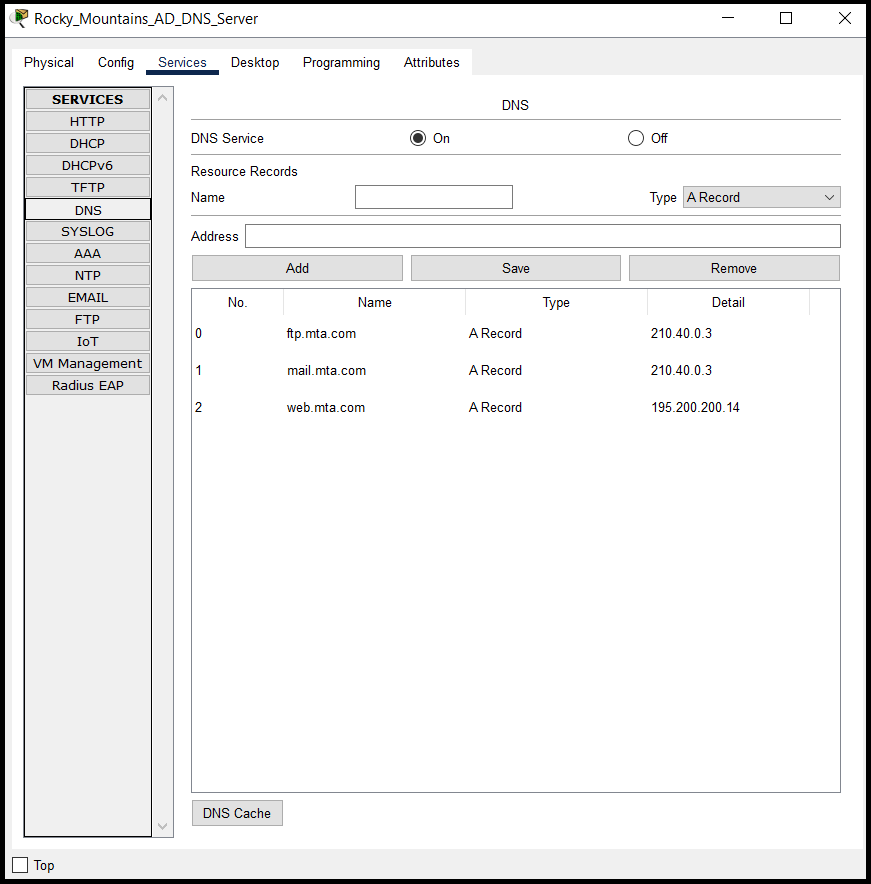 Rocky_Mountains_AD_DNS_Server
Physical Config Services Desktop Programming Attributes
SERVICES
HTTP
DHCP
DHCPv6
TFTP
DNS
SYSLOG
AAA
NTP
EMAIL
FTP
IoT
VM Management
Radius EAP
DNS
DNS Service On Off
Resource Records
Name Type A Record
Address
Add Save Remove
No. Name Type Detail
0 ftp.mta.com A Record 210.40.0.3
1 mail.mta.com A Record 210.40.0.3
2 web.mta.com A Record 195.200.200.14
DNS Cache
Top